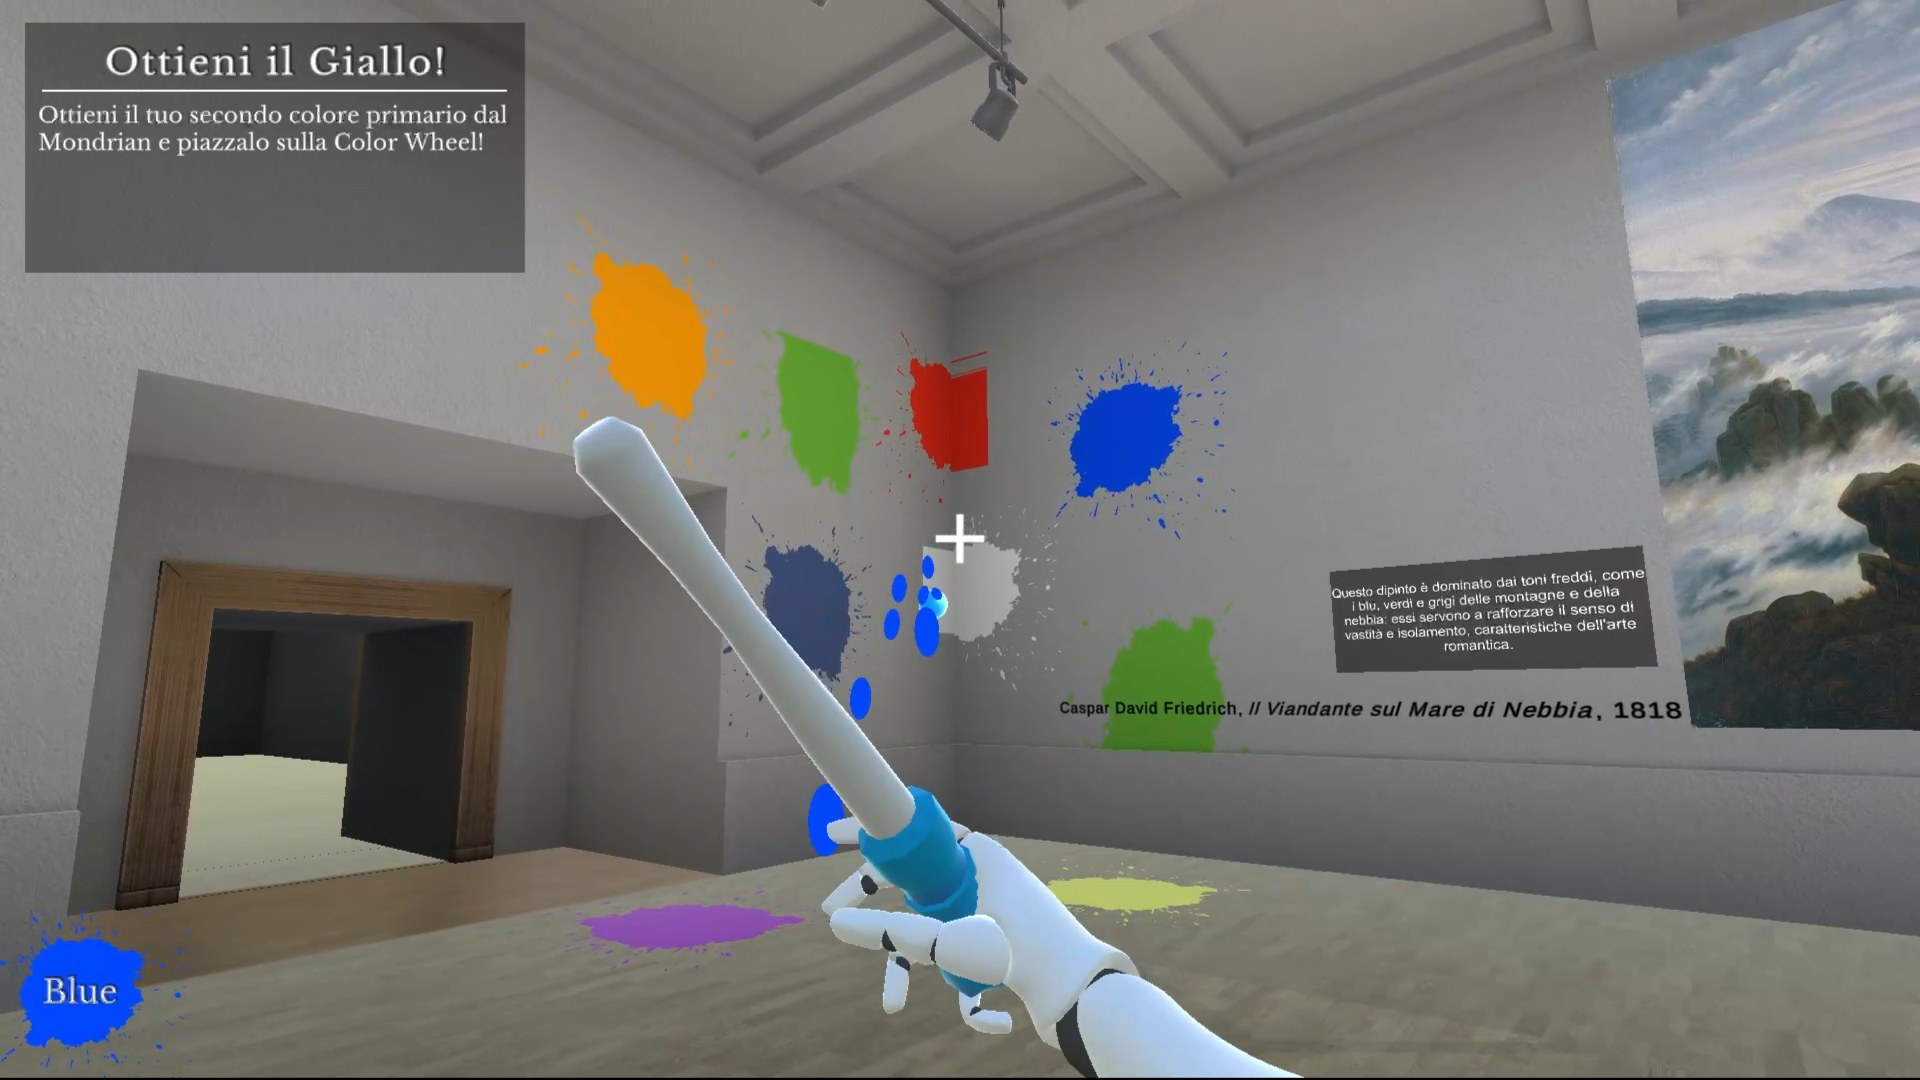 Ottieni il Giallo!
Ottieni il tuo secondo colore primario dal
Mondrian e piazzalo sulla Color Wheel!
Questo dipinto è dominato dai toni freddi, come
i blu, verdi e grigi delle montagne e della
nebbia: essi servono a rafforzare il senso di
vastità e isolamento, caratteristiche dell'arte
romantica.
Caspar David Friedrich, Il Viandante sul Mare di Nebbia, 1818
Blue